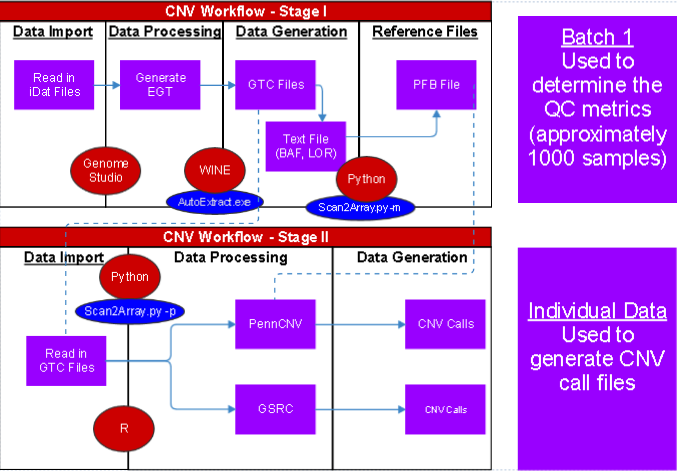 CNV Workflow - Stage I
Data Import
Data Processing
Data Generation
Reference Files
Read in
iDat Files
Generate
EGT
GTC Files
PFB File
Text File
(BAF, LOR)
Genome
Studio
WINE
AutoExtract.exe
Python
Scan2Array.py-m
Batch 1
Used to
determine the
QC metrics
(approximately
1000 samples)
CNV Workflow - Stage II
Data Import
Data Processing
Data Generation
Python
Scan2Array.py -p
Read in
GTC Files
PennCNV
CNV Calls
GSRC
CNV Calls
R
Individual Data
Used to
generate CNV
call files